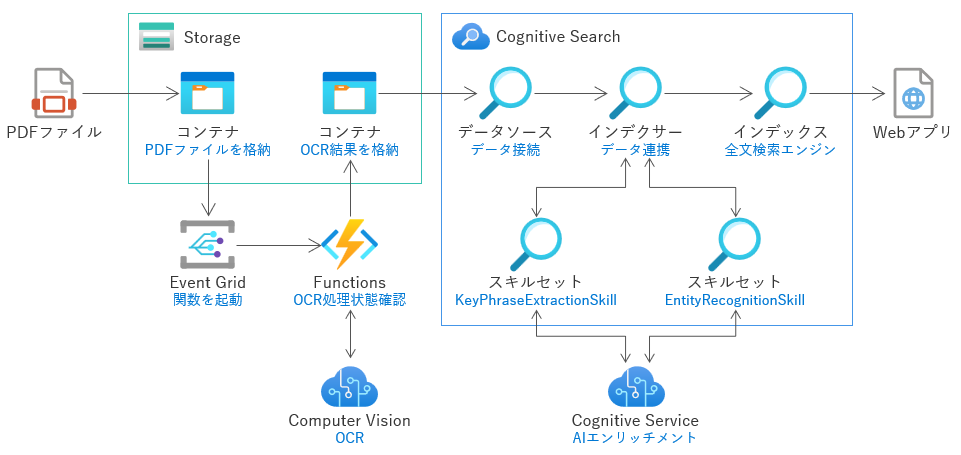 Storage
Cognitive Search
PDFファイル
コンテナ
PDFファイルを格納
コンテナ
OCR結果を格納
データソース
データ接続
インデクサー
データ連携
インデックス
全文検索エンジン
Webアプリ
Event Grid
関数を起動
Functions
OCR処理状態確認
スキルセット
KeyPhraseExtractionSkill
スキルセット
EntityRecognitionSkill
Computer Vision
OCR
Cognitive Service
AIエンリッチメント